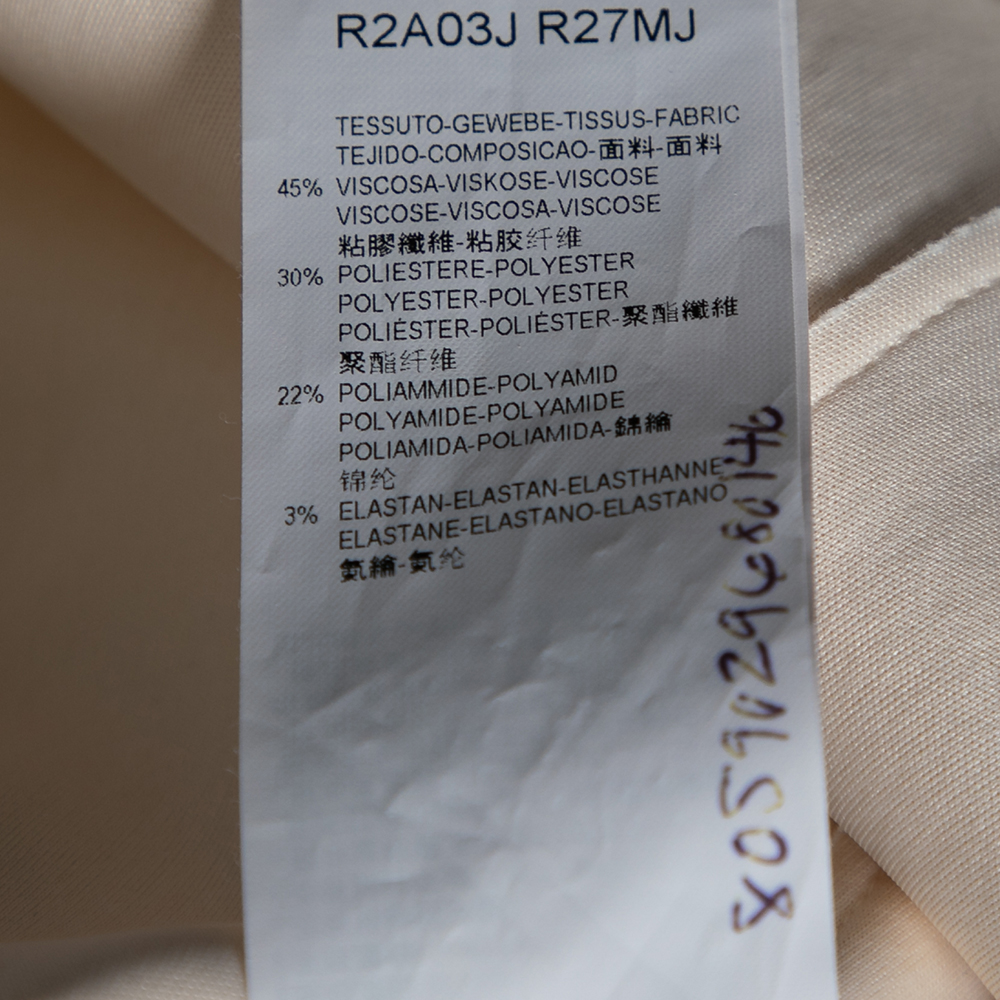 R2A03J R27MJ
TESSUTO-GEWEBE-TISSUS-FABRIC
TEJIDO-COMPOSICAO-面料-面料
45% VISCOSA-VISKOSE-VISCOSE
VISCOSE-VISCOSA-VISCOSE
粘膠纖維-粘胶纤维
30% POLIESTERE-POLYESTER
POLYESTER-POLYESTER
POLIÉSTER-POLIÉSTER-聚酯纖維
聚酯纤维
22% POLIAMMIDE-POLYAMID
POLYAMIDE-POLYAMIDE
POLIAMIDA-POLIAMIDA-錦綸
锦纶
3% ELASTAN-ELASTAN-ELASTHANNE
ELASTANE-ELASTANO-ELASTANO
氨綸-氨纶
8059029680146